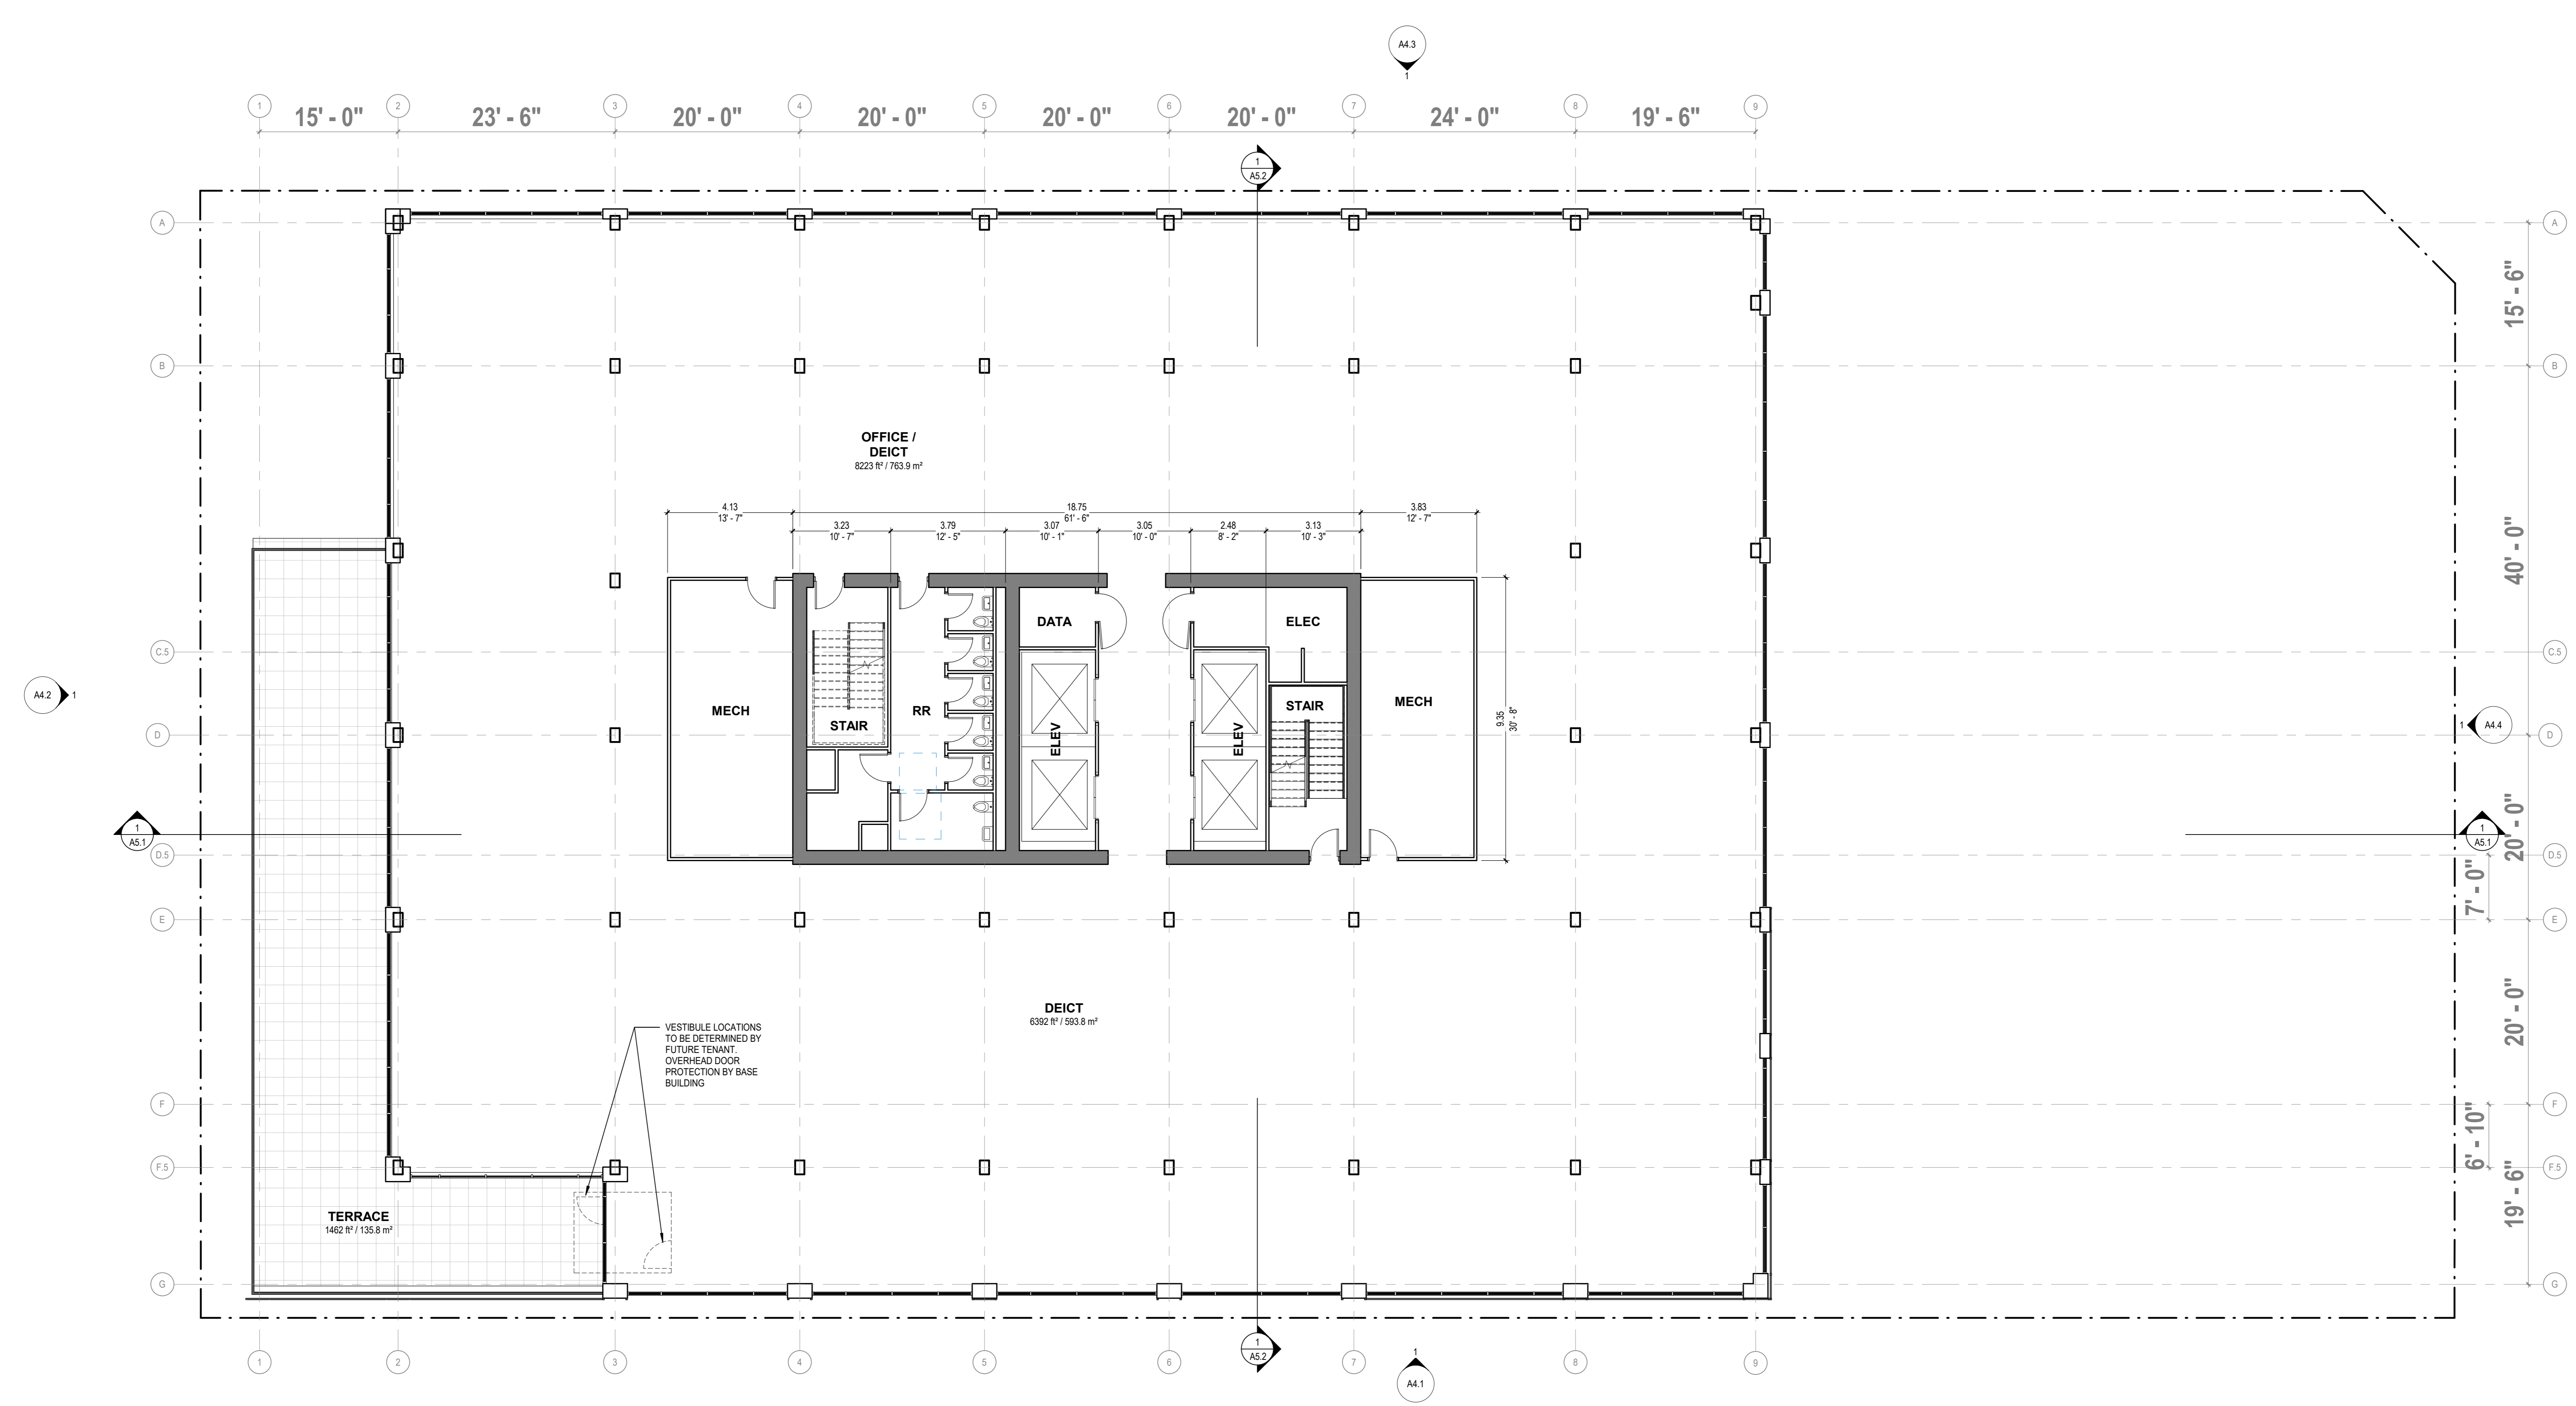 A4.3
1
1 2 3 4 5 6 7 8 9
15' - 0" 23' - 6" 20' - 0" 20' - 0" 20' - 0" 20' - 0" 24' - 0" 19' - 6"
1
A5.2
A A
15' - 6"
B B
OFFICE /
DEICT
8223 ft² / 763.9 m²
40' - 0"
4.13 18.75 3.83
13' - 7" 61' - 6" 12' - 7"
3.23 3.79 3.07 3.05 2.48 3.13
10' - 7" 12' - 5" 10' - 1" 10' - 0" 8' - 2" 10' - 3"
DATA ELEC
C.5 C.5
A4.2 1
MECH STAIR RR ELEV ELEV STAIR MECH
9.35
30' - 8"
1 A4.4
D D
20' - 0"
1
A5.1
1
A5.1
D.5 D.5
7' - 0"
E E
DEICT
6392 ft² / 593.8 m²
20' - 0"
VESTIBULE LOCATIONS
TO BE DETERMINED BY
FUTURE TENANT.
OVERHEAD DOOR
PROTECTION BY BASE
BUILDING
F F
6' - 10"
F.5 F.5
19' - 6"
TERRACE
1462 ft² / 135.8 m²
G G
1
A5.2
1 2 3 4 5 6 7 8 9
1
A4.1